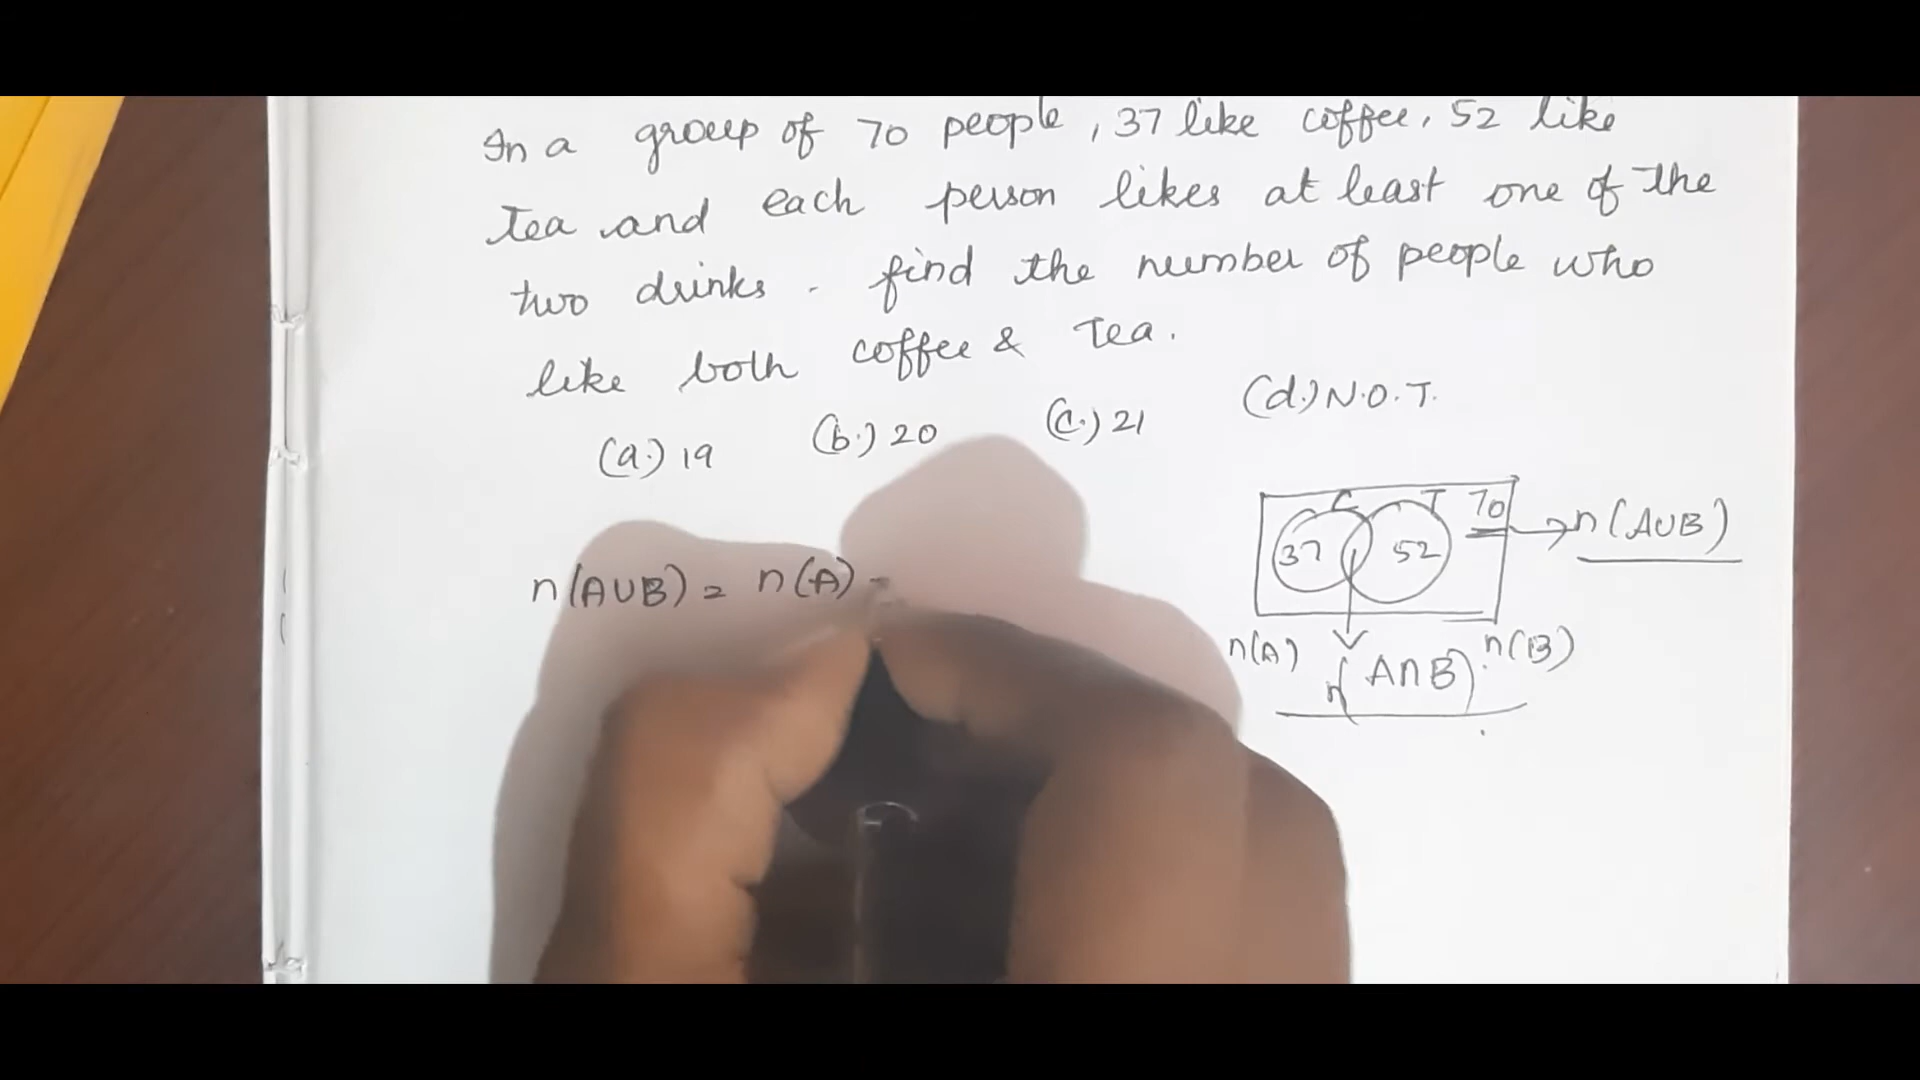 In a group of 70 people, 37 like coffee, 52 like
Tea and each person likes at least one of the
two drinks. find the number of people who
like both coffee & Tea.
(a.) 19 (b.) 20 (c.) 21 (d.) N.O.T.
C T 70 → n(A∪B)
37 52
n(A∪B) = n(A)
n(A) n(A∩B) n(B)